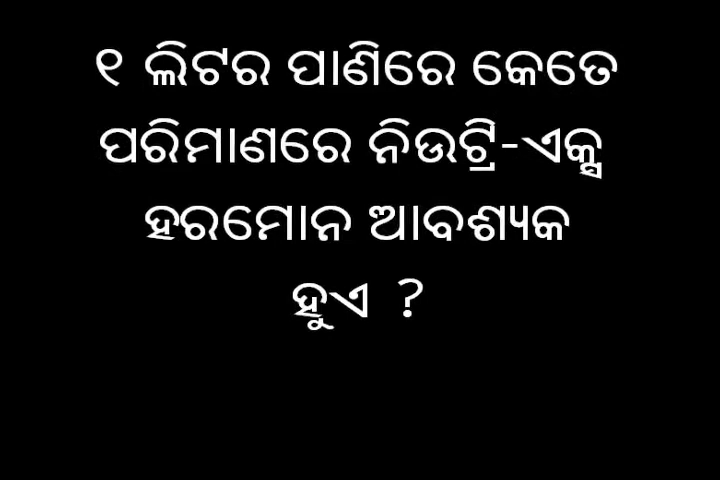 ୧ ଲିଟର ପାଣିରେ କେତେ
ପରିମାଣରେ ନିଉଟ୍ରି-ଏକ୍ସ
ହରମୋନ ଆବଶ୍ୟକ
ହୁଏ ?